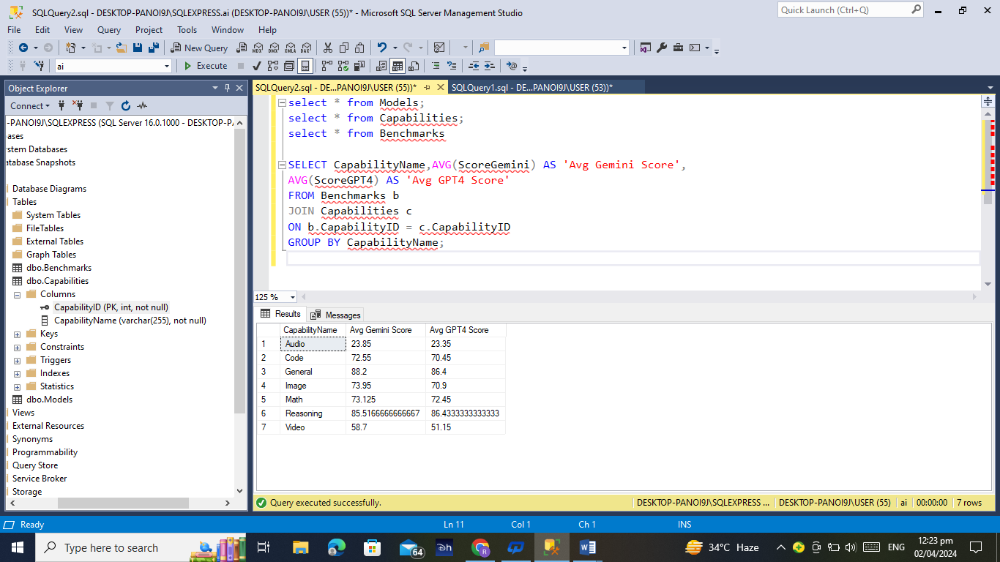 SQLQuery2.sql - DESKTOP-PANOI9J\SQLEXPRESS.ai (DESKTOP-PANOI9J\USER (55))* - Microsoft SQL Server Management Studio
Quick Launch (Ctrl+Q)
File Edit View Query Project Tools Window Help
New Query MDX DMX XMLA DAX
ai Execute
Object Explorer
Connect
-PANOI9J\SQLEXPRESS (SQL Server 16.0.1000 - DESKTOP-P
ases
stem Databases
atabase Snapshots
Database Diagrams
Tables
System Tables
FileTables
External Tables
Graph Tables
dbo.Benchmarks
dbo.Capabilities
Columns
CapabilityID (PK, int, not null)
CapabilityName (varchar(255), not null)
Keys
Constraints
Triggers
Indexes
Statistics
dbo.Models
Views
External Resources
Synonyms
Programmability
Query Store
Service Broker
Storage
SQLQuery2.sql - DE...PANOI9J\USER (55))* SQLQuery1.sql - DE...PANOI9J\USER (53))*
select * from Models;
select * from Capabilities;
select * from Benchmarks
SELECT CapabilityName,AVG(ScoreGemini) AS 'Avg Gemini Score',
AVG(ScoreGPT4) AS 'Avg GPT4 Score'
FROM Benchmarks b
JOIN Capabilities c
ON b.CapabilityID = c.CapabilityID
GROUP BY CapabilityName;
125 %
Results Messages
CapabilityName Avg Gemini Score Avg GPT4 Score
1 Audio 23.85 23.35
2 Code 72.55 70.45
3 General 88.2 86.4
4 Image 73.95 70.9
5 Math 73.125 72.45
6 Reasoning 85.5166666666667 86.4333333333333
7 Video 58.7 51.15
Query executed successfully. DESKTOP-PANOI9J\SQLEXPRESS ... DESKTOP-PANOI9J\USER (55) ai 00:00:00 7 rows
Ready Ln 11 Col 1 Ch 1 INS
Type here to search 64 34°C Haze ENG 12:23 pm
02/04/2024